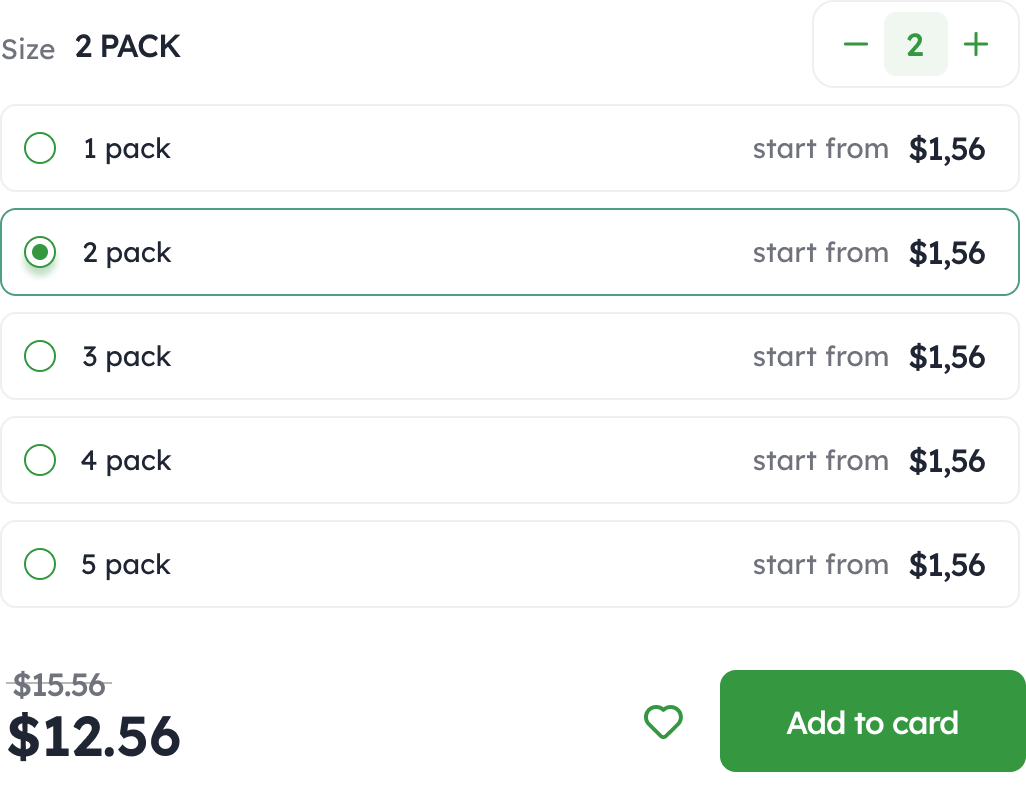 Size 2 PACK − 2 +
1 pack start from $1,56
2 pack start from $1,56
3 pack start from $1,56
4 pack start from $1,56
5 pack start from $1,56
$15.56
$12.56 Add to card